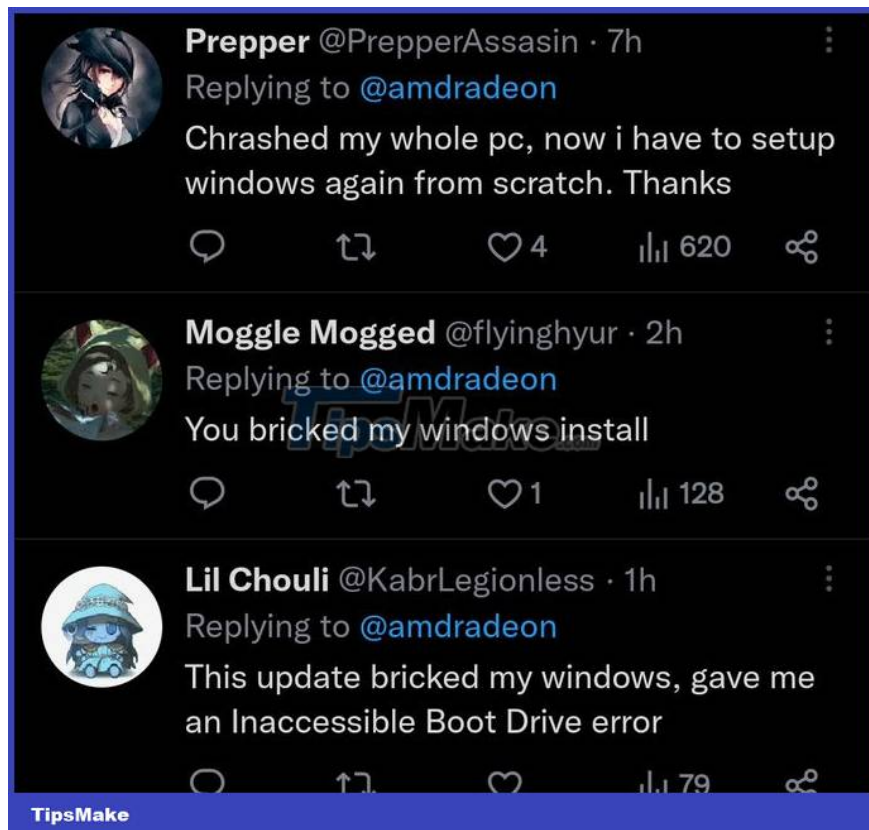 Prepper @PrepperAssasin · 7h
Replying to @amdradeon
Chrashed my whole pc, now i have to setup
windows again from scratch. Thanks
4 620
Moggle Mogged @flyinghyur · 2h
Replying to @amdradeon
You bricked my windows install
TipsMake.com
1 128
Lil Chouli @KabrLegionless · 1h
Replying to @amdradeon
This update bricked my windows, gave me
an Inaccessible Boot Drive error
79
TipsMake